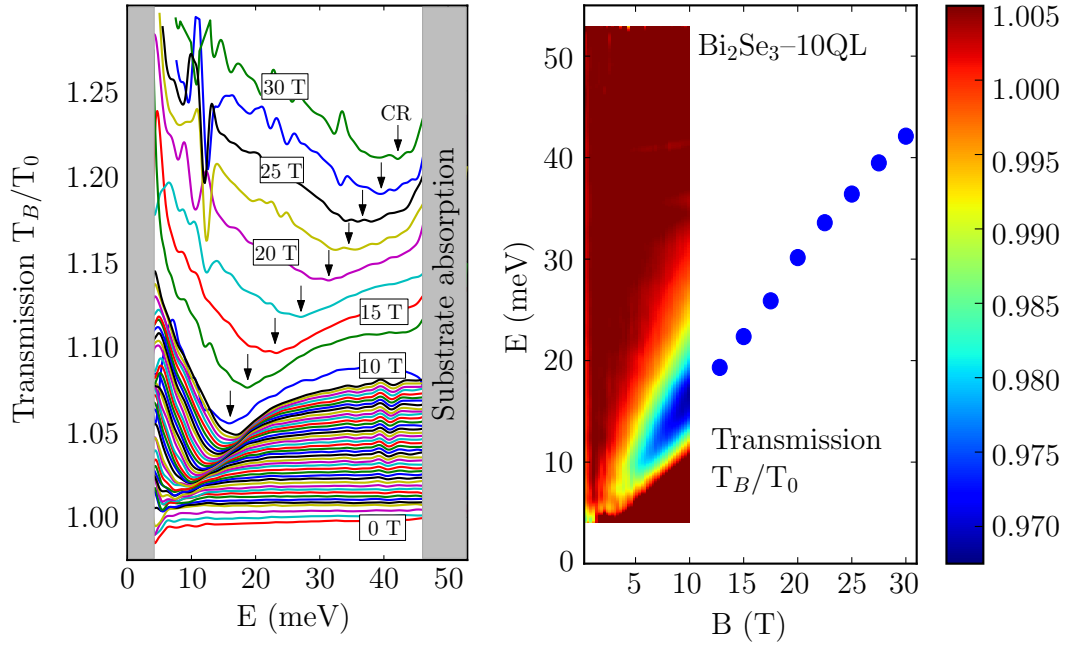 1.25
1.20
1.15
1.10
1.05
1.00
Transmission T_B/T_0
30 T
CR
25 T
20 T
15 T
10 T
0 T
Substrate absorption
0 10 20 30 40 50
E (meV)
50
40
30
20
10
0
E (meV)
Bi₂Se₃–10QL
Transmission
T_B/T_0
5 10 15 20 25 30
B (T)
1.005
1.000
0.995
0.990
0.985
0.980
0.975
0.970